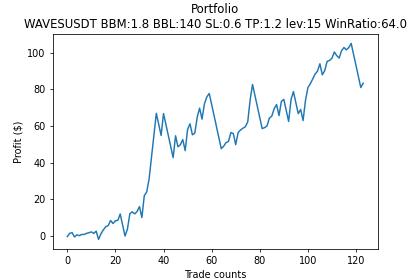 Portfolio
WAVESUSDT BBM:1.8 BBL:140 SL:0.6 TP:1.2 lev:15 WinRatio:64.0
100
80
60
40
20
0
Profit ($)
0 20 40 60 80 100 120
Trade counts